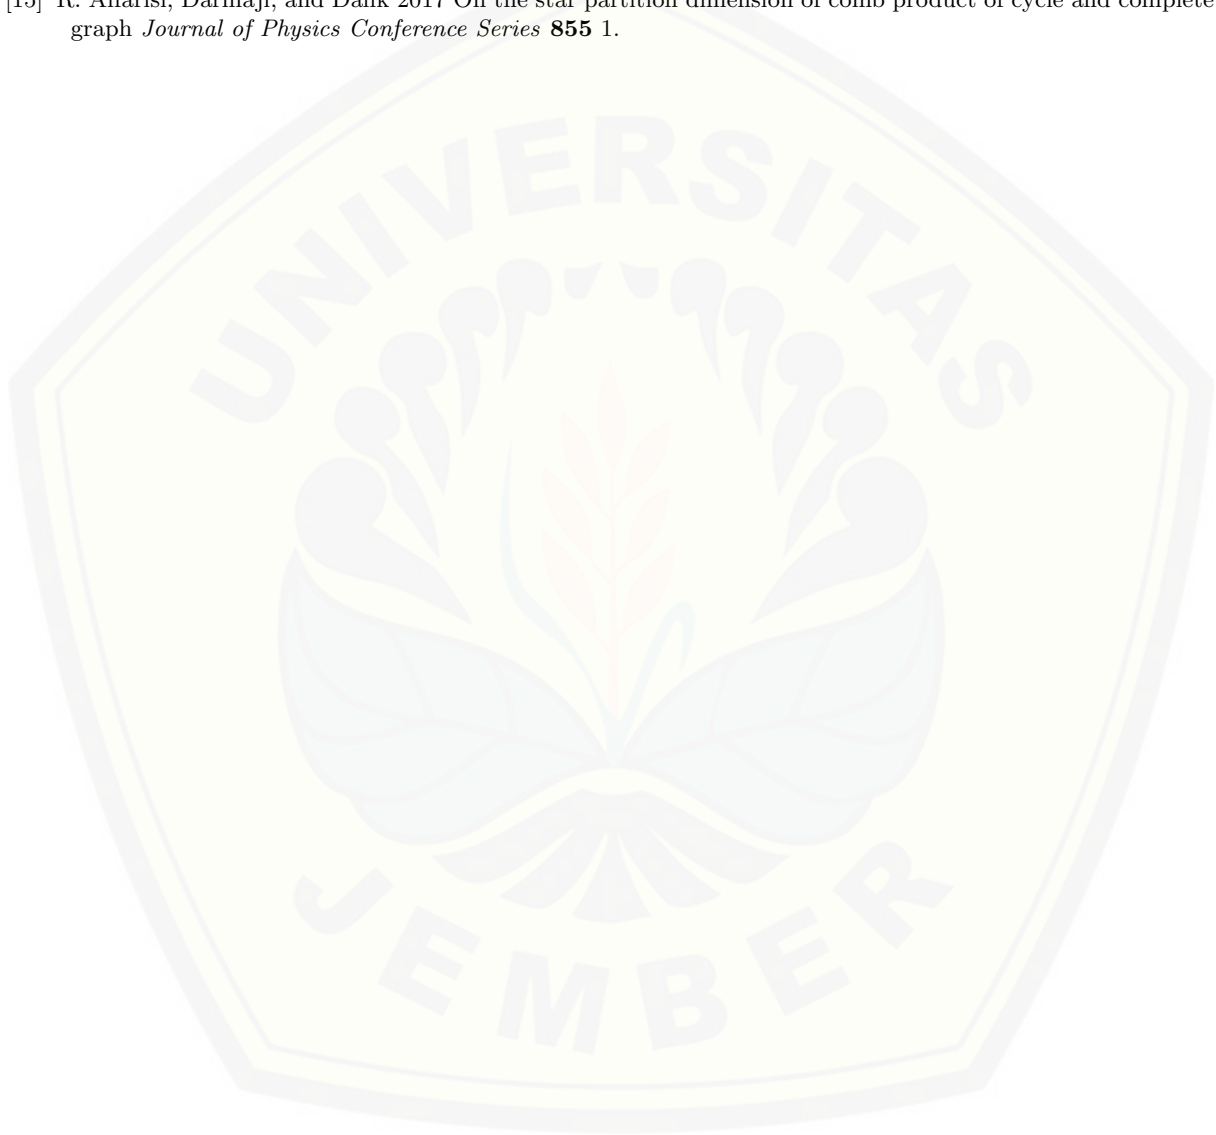 [15] R. Alfarisi, Darmaji, and Dafik 2017 On the star partition dimension of comb product of cycle and complete
graph Journal of Physics Conference Series 855 1.
UNIVERSITAS
JEMBER